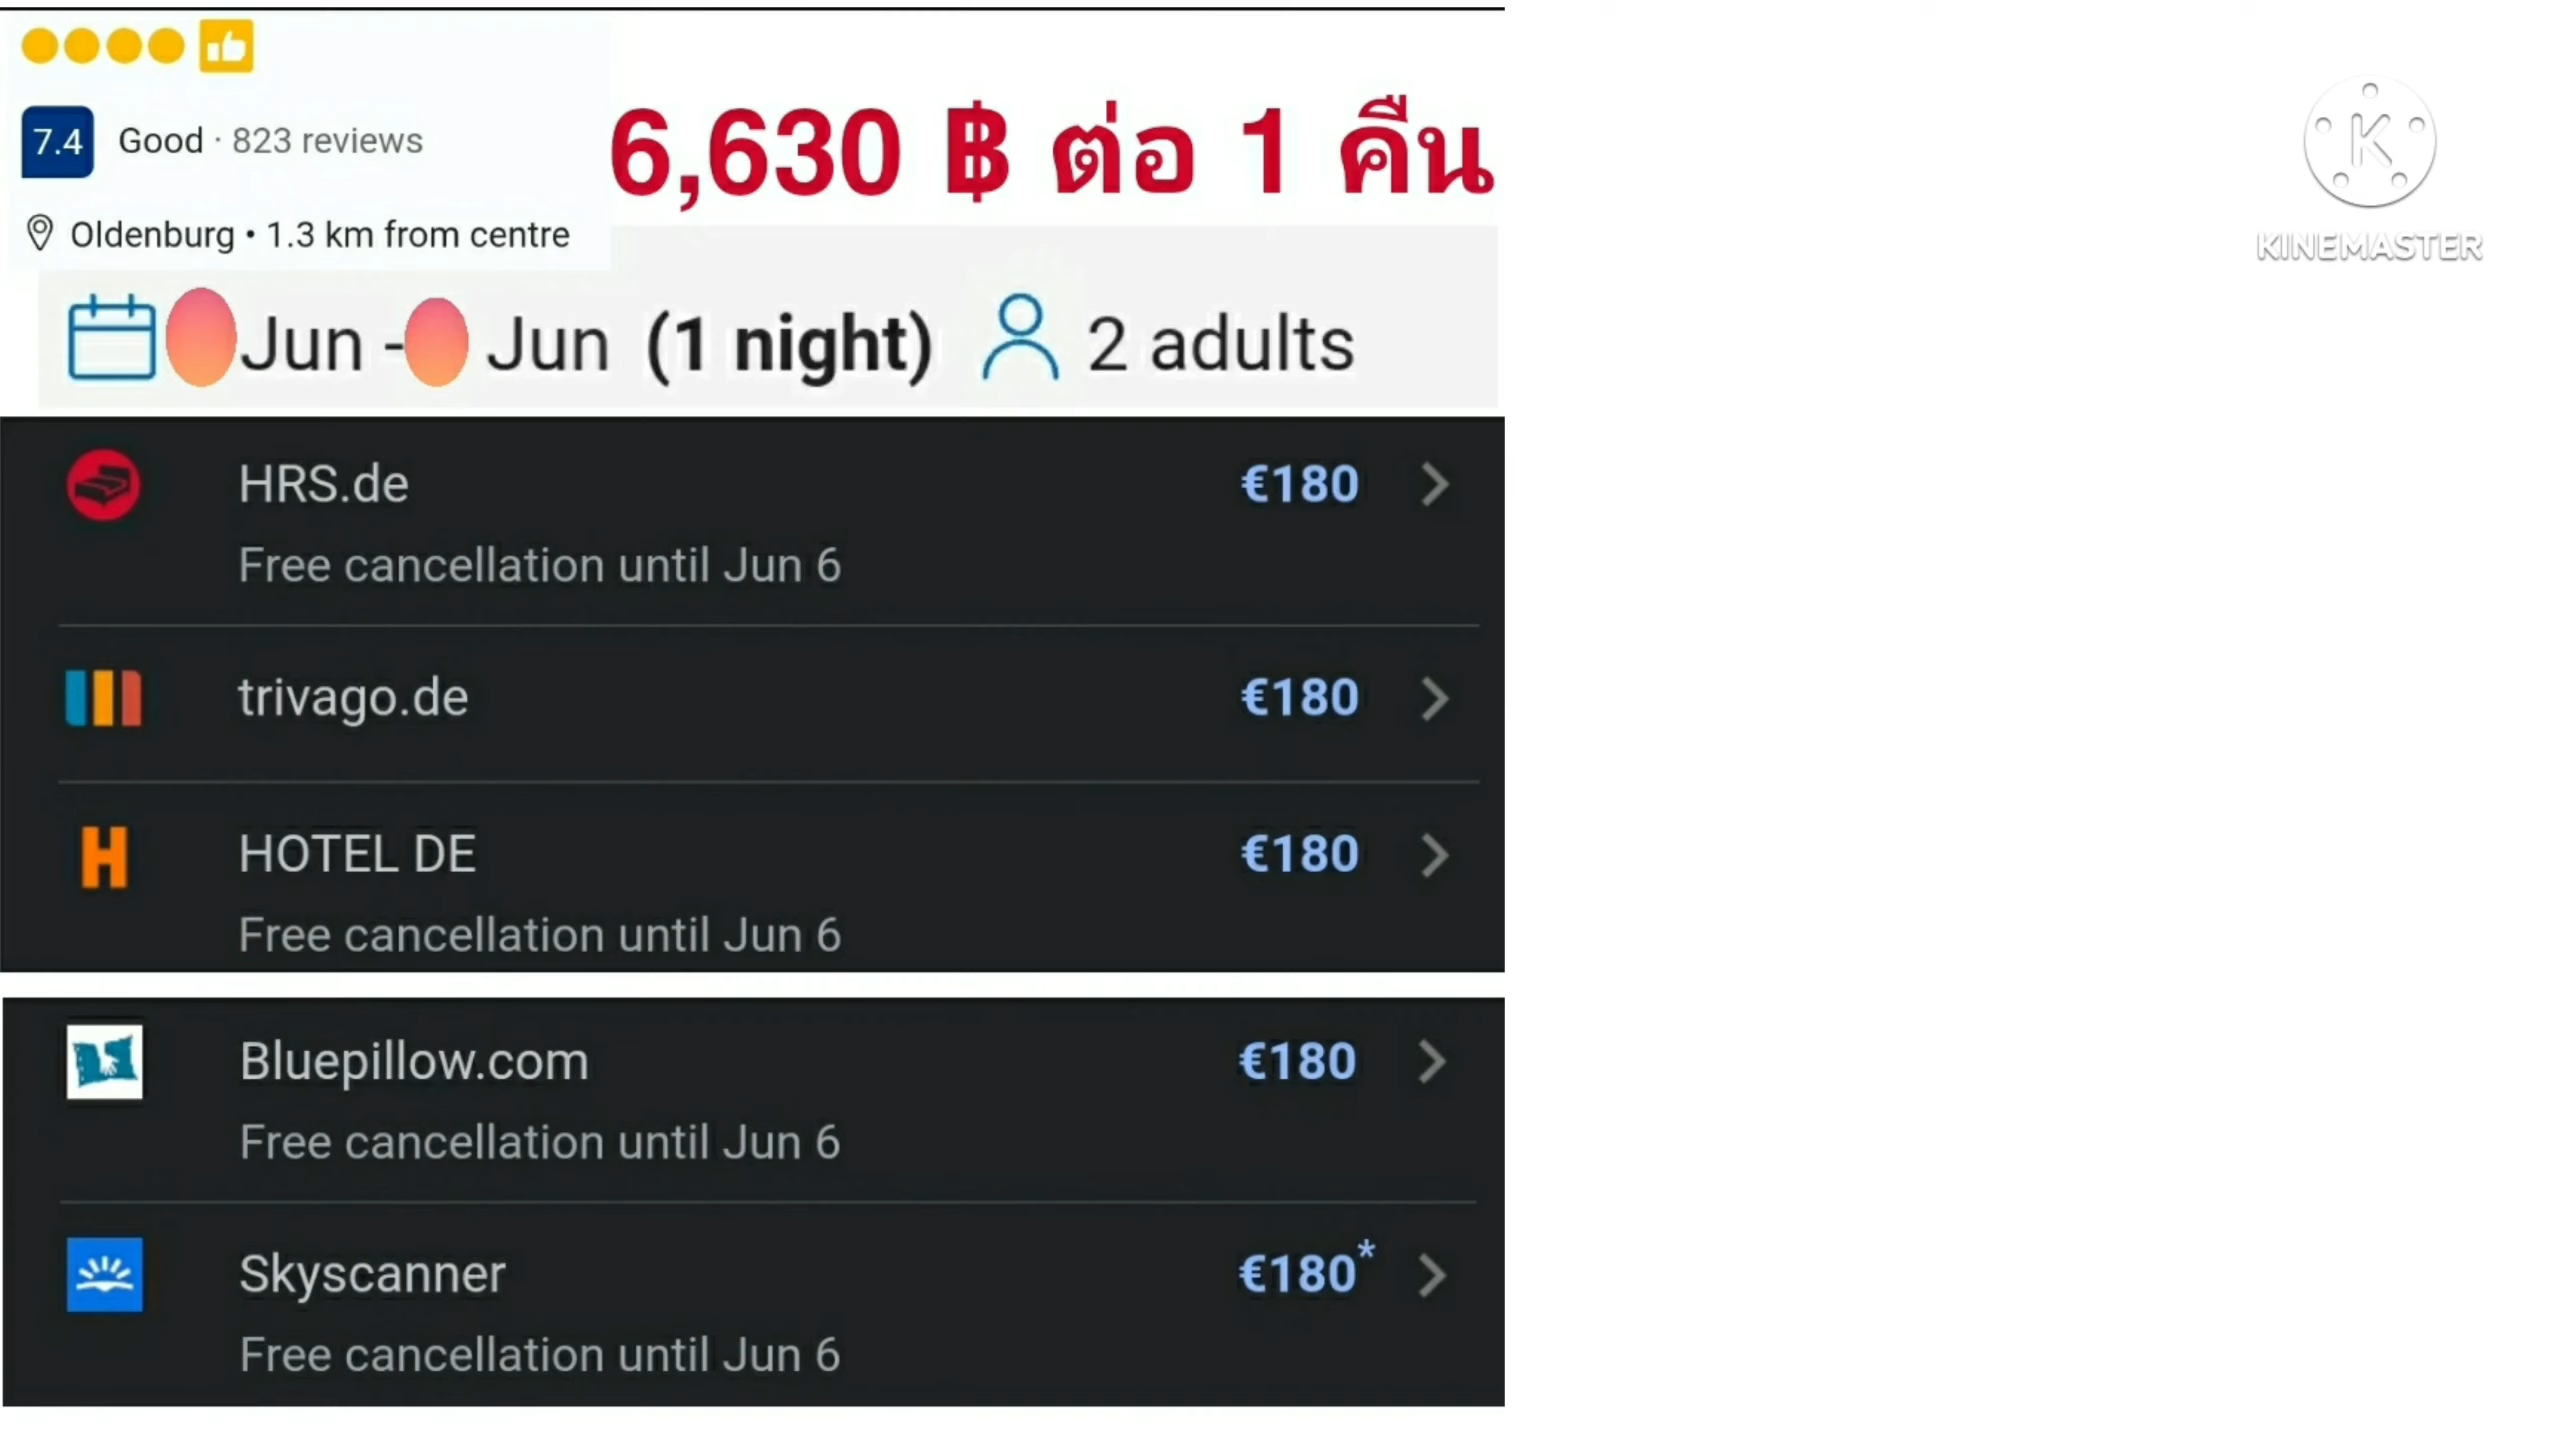 7.4 Good · 823 reviews
6,630 ฿ ต่อ 1 คืน
Oldenburg • 1.3 km from centre
Jun - Jun (1 night) 2 adults
HRS.de €180
Free cancellation until Jun 6
trivago.de €180
H HOTEL DE €180
Free cancellation until Jun 6
Bluepillow.com €180
Free cancellation until Jun 6
Skyscanner €180*
Free cancellation until Jun 6
K
KINEMASTER